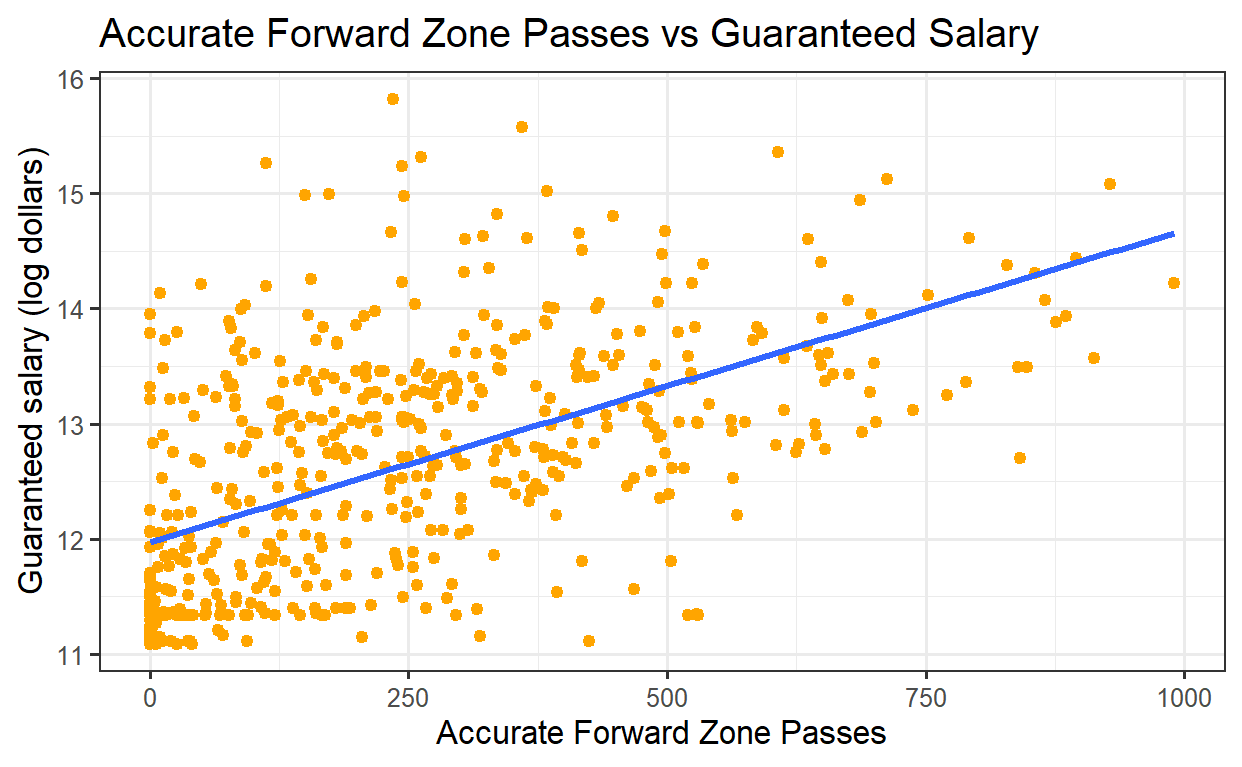 Accurate Forward Zone Passes vs Guaranteed Salary
Guaranteed salary (log dollars)
16
15
14
13
12
11
0 250 500 750 1000
Accurate Forward Zone Passes